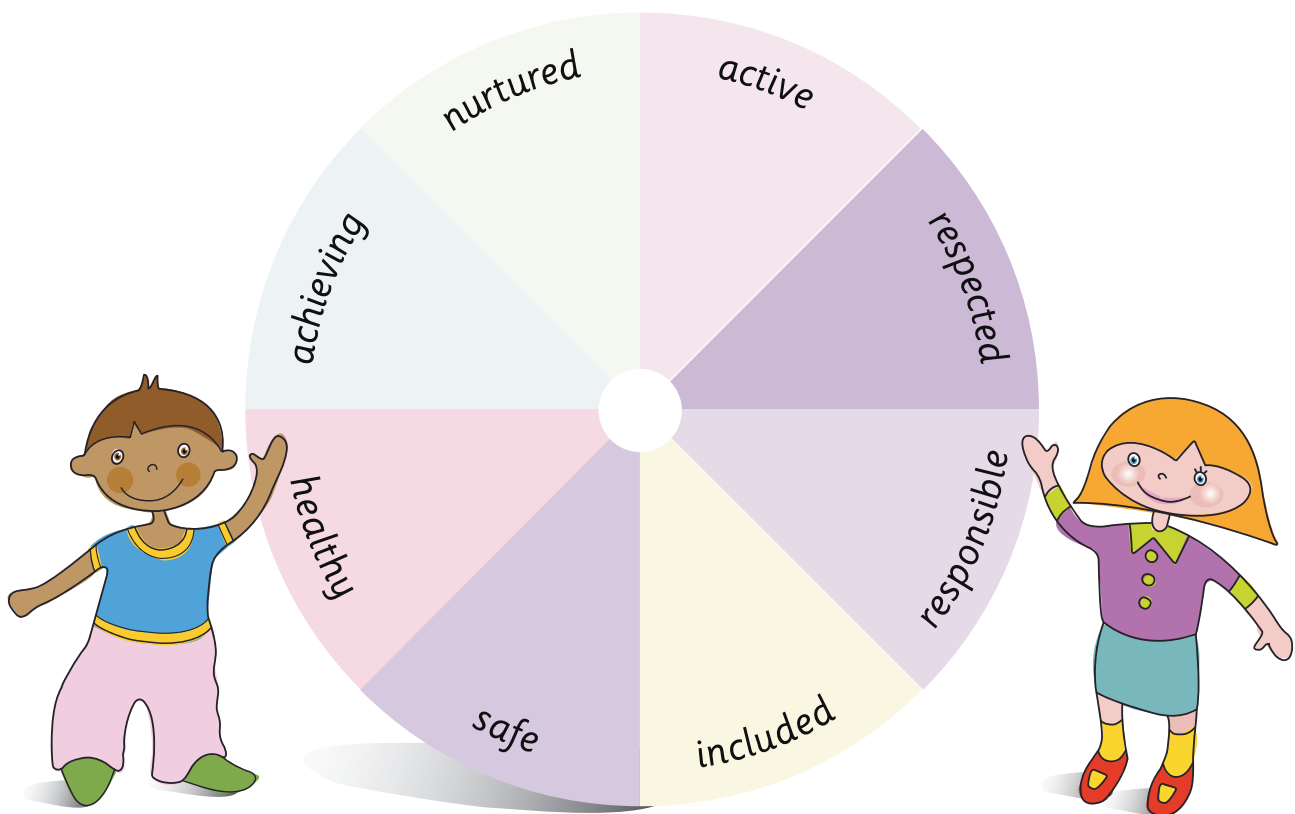 nurtured
active
respected
responsible
included
safe
healthy
achieving